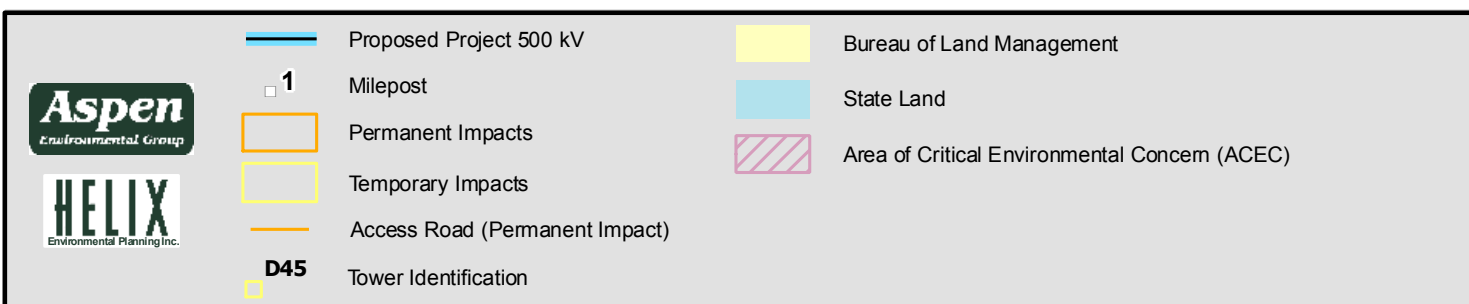 Aspen
Environmental Group
HELIX
Environmental Planning Inc.
Proposed Project 500 kV
1 Milepost
Permanent Impacts
Temporary Impacts
Access Road (Permanent Impact)
D45 Tower Identification
Bureau of Land Management
State Land
Area of Critical Environmental Concern (ACEC)